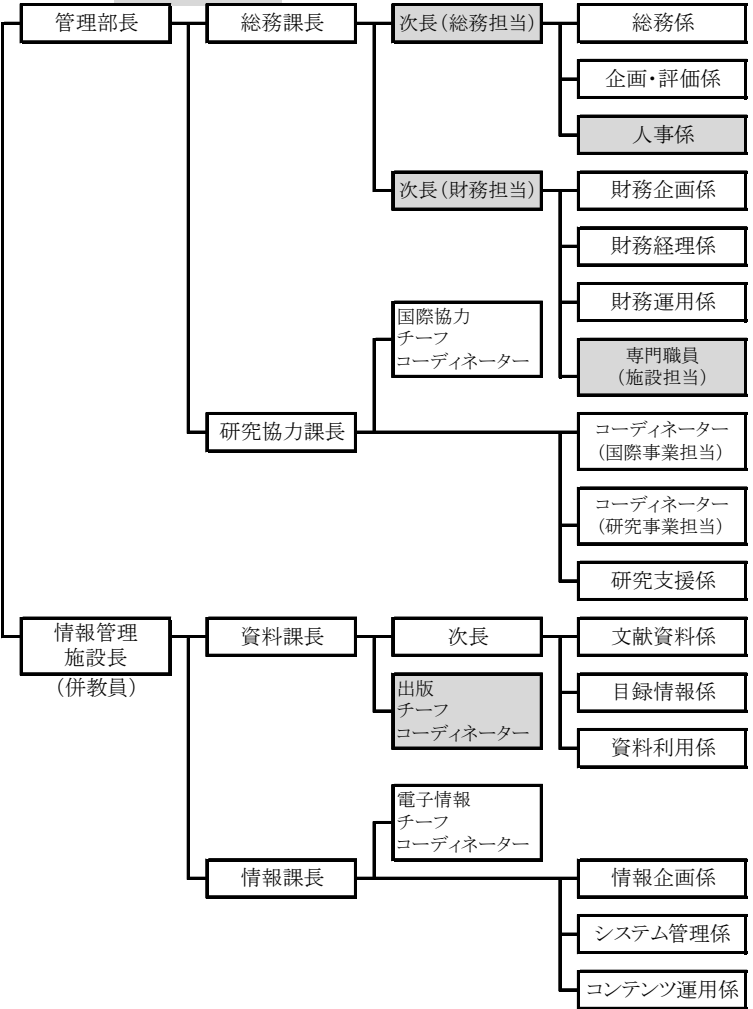 管理部長
総務課長
次長（総務担当）
総務係
企画・評価係
人事係
次長（財務担当）
財務企画係
財務経理係
財務運用係
専門職員
（施設担当）
国際協力
チーフ
コーディネーター
研究協力課長
コーディネーター
（国際事業担当）
コーディネーター
（研究事業担当）
研究支援係
情報管理
施設長
（併教員）
資料課長
次長
文献資料係
出版
チーフ
コーディネーター
目録情報係
資料利用係
電子情報
チーフ
コーディネーター
情報課長
情報企画係
システム管理係
コンテンツ運用係